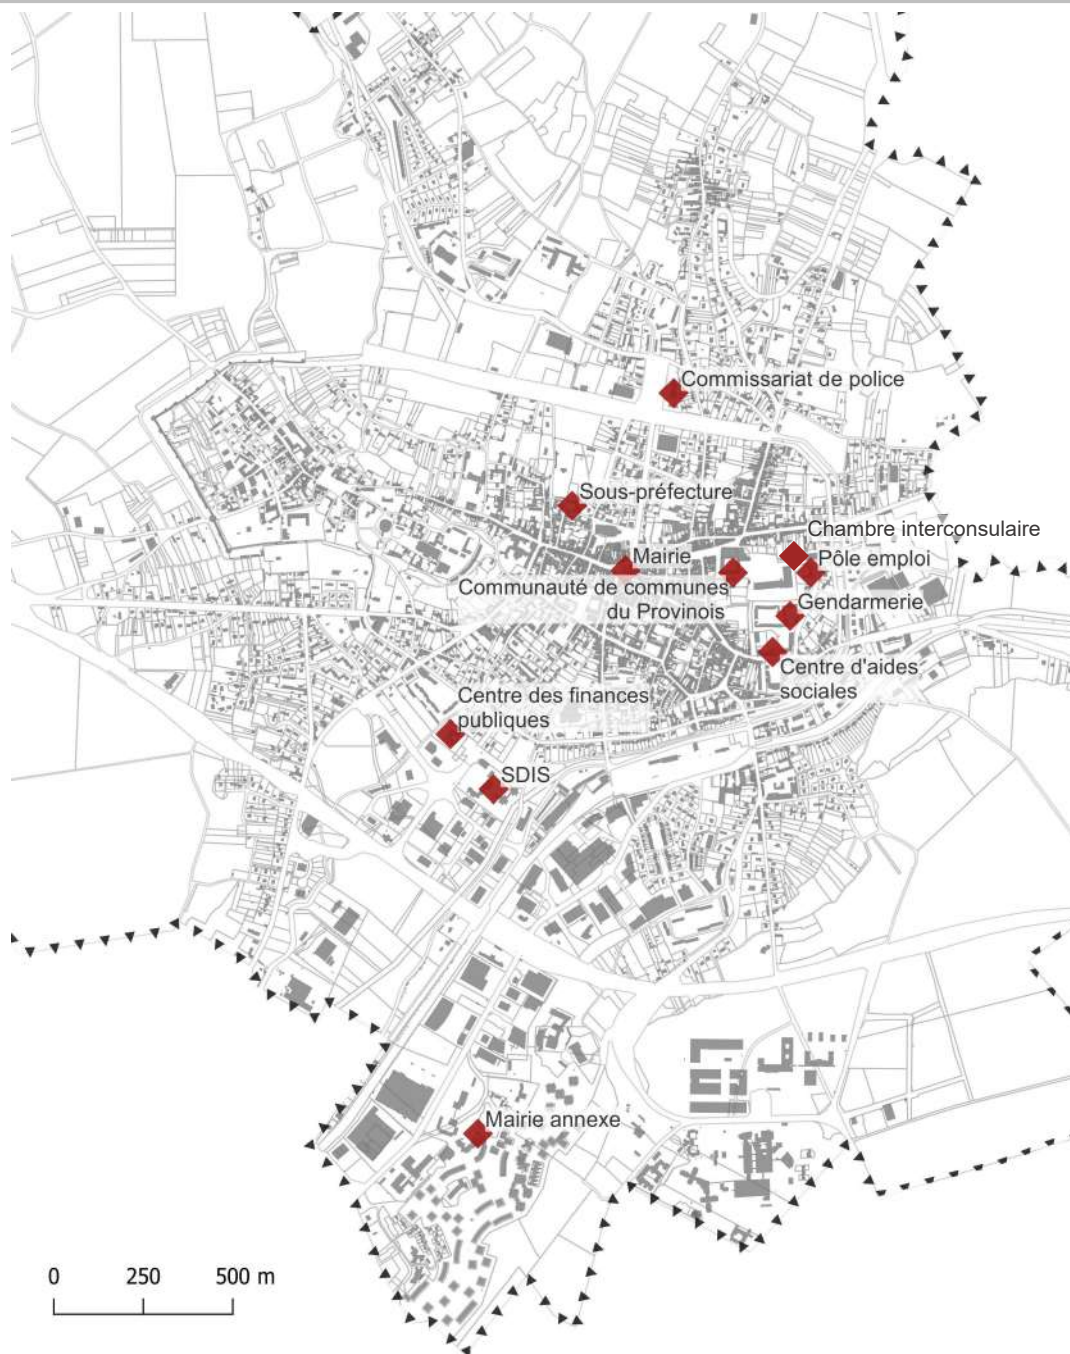 Commissariat de police
Sous-préfecture
Chambre interconsulaire
Mairie
Pôle emploi
Communauté de communes
du Provinois
Gendarmerie
Centre d'aides
sociales
Centre des finances
publiques
SDIS
Mairie annexe
0 250 500 m